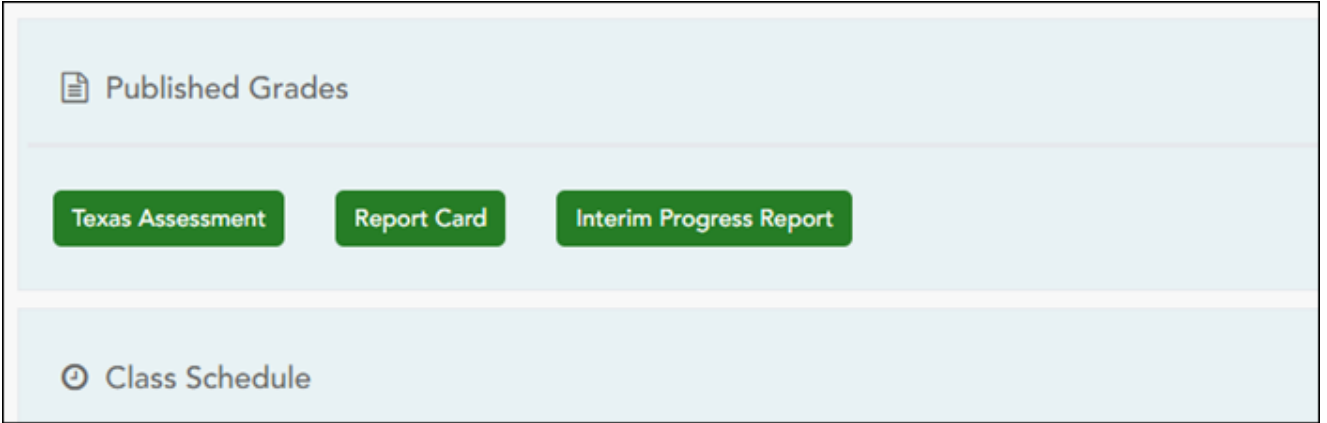 Published Grades
Texas Assessment Report Card Interim Progress Report
Class Schedule